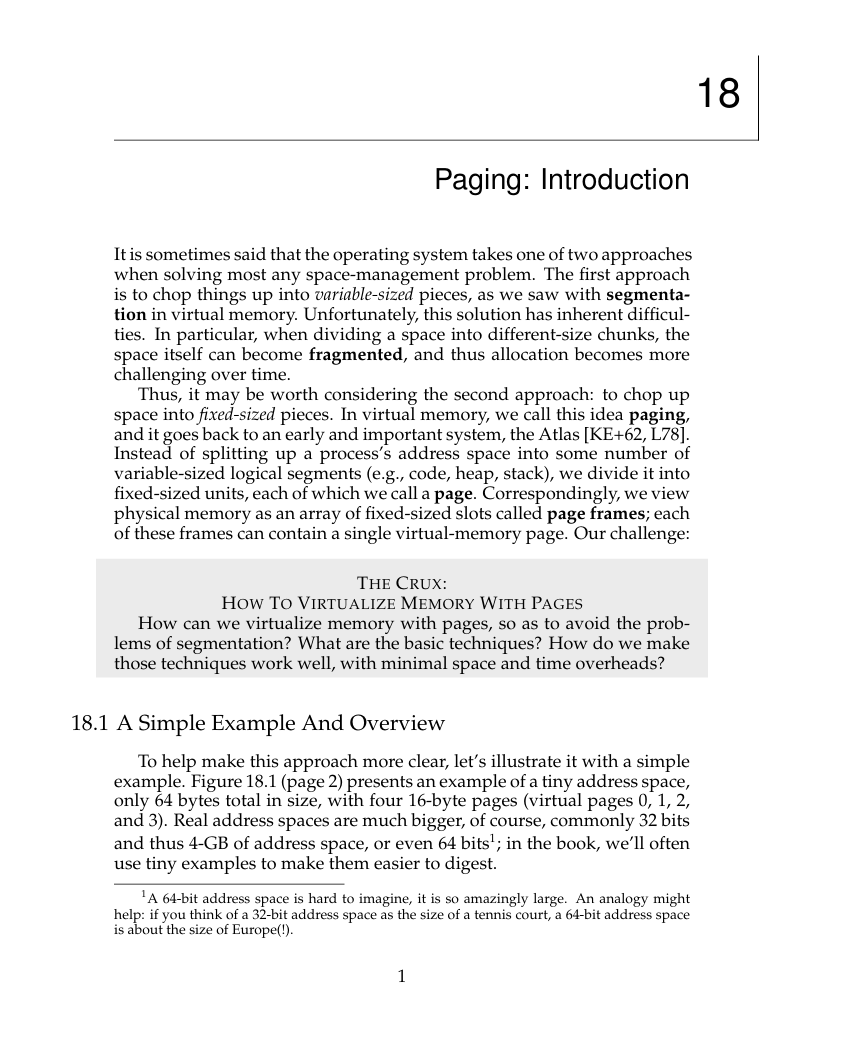 18
Paging: Introduction
It is sometimes said that the operating system takes one of two approaches
when solving most any space-management problem. The first approach
is to chop things up into variable-sized pieces, as we saw with segmenta-
tion in virtual memory. Unfortunately, this solution has inherent difficul-
ties. In particular, when dividing a space into different-size chunks, the
space itself can become fragmented, and thus allocation becomes more
challenging over time.
Thus, it may be worth considering the second approach: to chop up
space into fixed-sized pieces. In virtual memory, we call this idea paging,
and it goes back to an early and important system, the Atlas [KE+62, L78].
Instead of splitting up a process's address space into some number of
variable-sized logical segments (e.g., code, heap, stack), we divide it into
fixed-sized units, each of which we call a page. Correspondingly, we view
physical memory as an array of fixed-sized slots called page frames; each
of these frames can contain a single virtual-memory page. Our challenge:
THE CRUX:
HOW TO VIRTUALIZE MEMORY WITH PAGES
How can we virtualize memory with pages, so as to avoid the prob-
lems of segmentation? What are the basic techniques? How do we make
those techniques work well, with minimal space and time overheads?
18.1 A Simple Example And Overview
To help make this approach more clear, let's illustrate it with a simple
example. Figure 18.1 (page 2) presents an example of a tiny address space,
only 64 bytes total in size, with four 16-byte pages (virtual pages 0, 1, 2,
and 3). Real address spaces are much bigger, of course, commonly 32 bits
and thus 4-GB of address space, or even 64 bits1; in the book, we'll often
use tiny examples to make them easier to digest.
1A 64-bit address space is hard to imagine, it is so amazingly large. An analogy might
help: if you think of a 32-bit address space as the size of a tennis court, a 64-bit address space
is about the size of Europe(!).
1